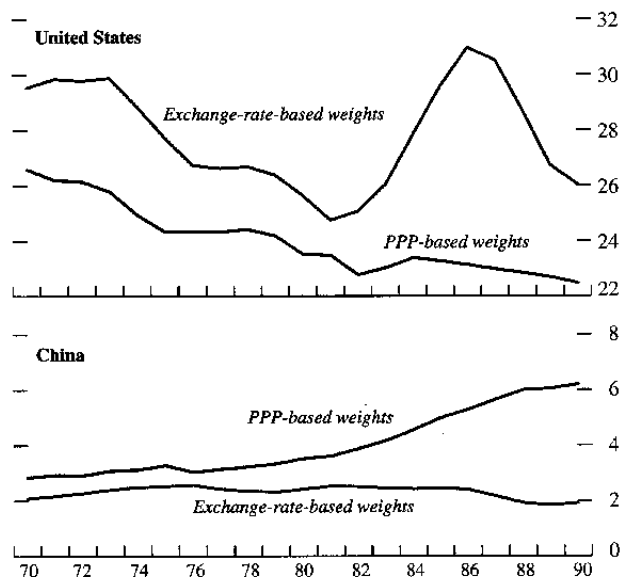 32
United States
30
Exchange-rate-based weights
28
26
PPP-based weights
24
22
8
China
6
PPP-based weights
4
2
Exchange-rate-based weights
0
70 72 74 76 78 80 82 84 86 88 90